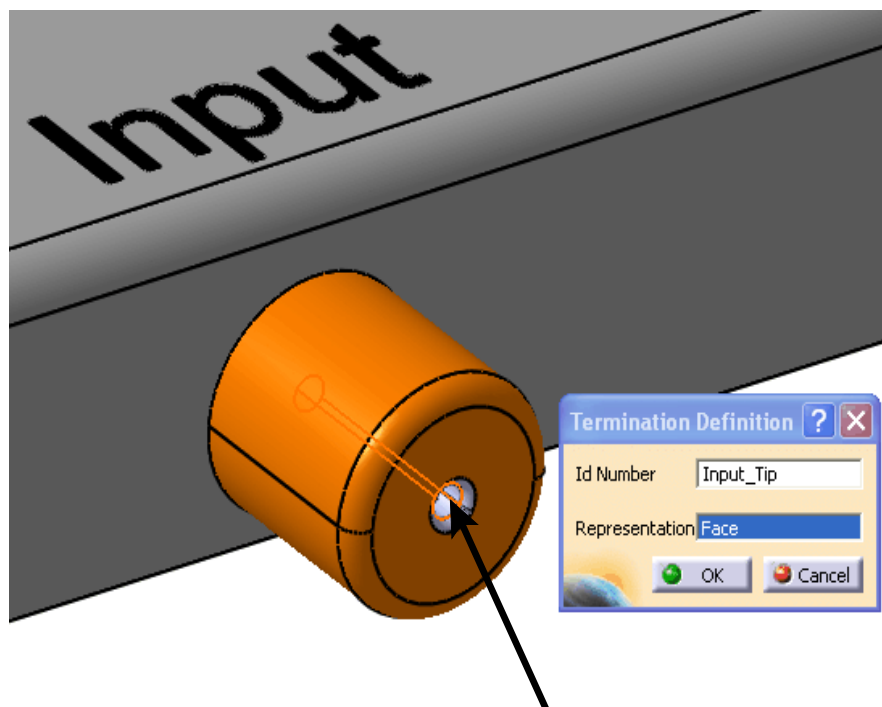 Input
Termination Definition ?
Id Number Input_Tip
Representation Face
OK Cancel